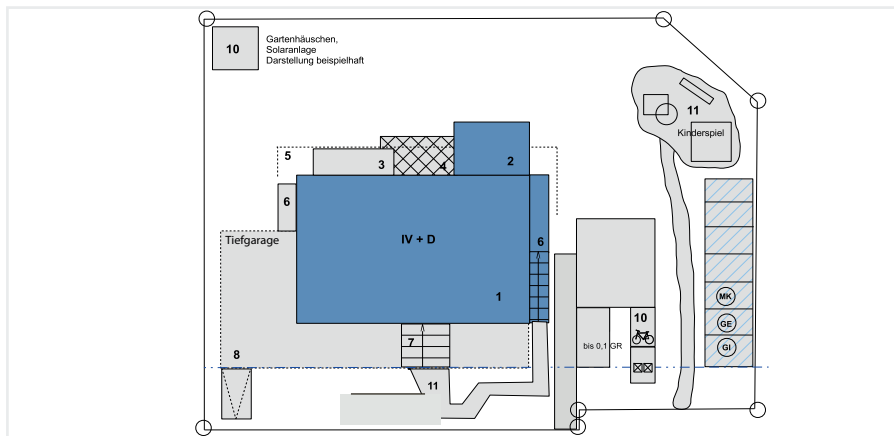 10
Gartenhäuschen,
Solaranlage
Darstellung beispielhaft
11
Kinderspiel
5
3
4
2
6
Tiefgarage
IV + D
6
1
MK
10
7
GE
bis 0,1 GR
8
GI
11